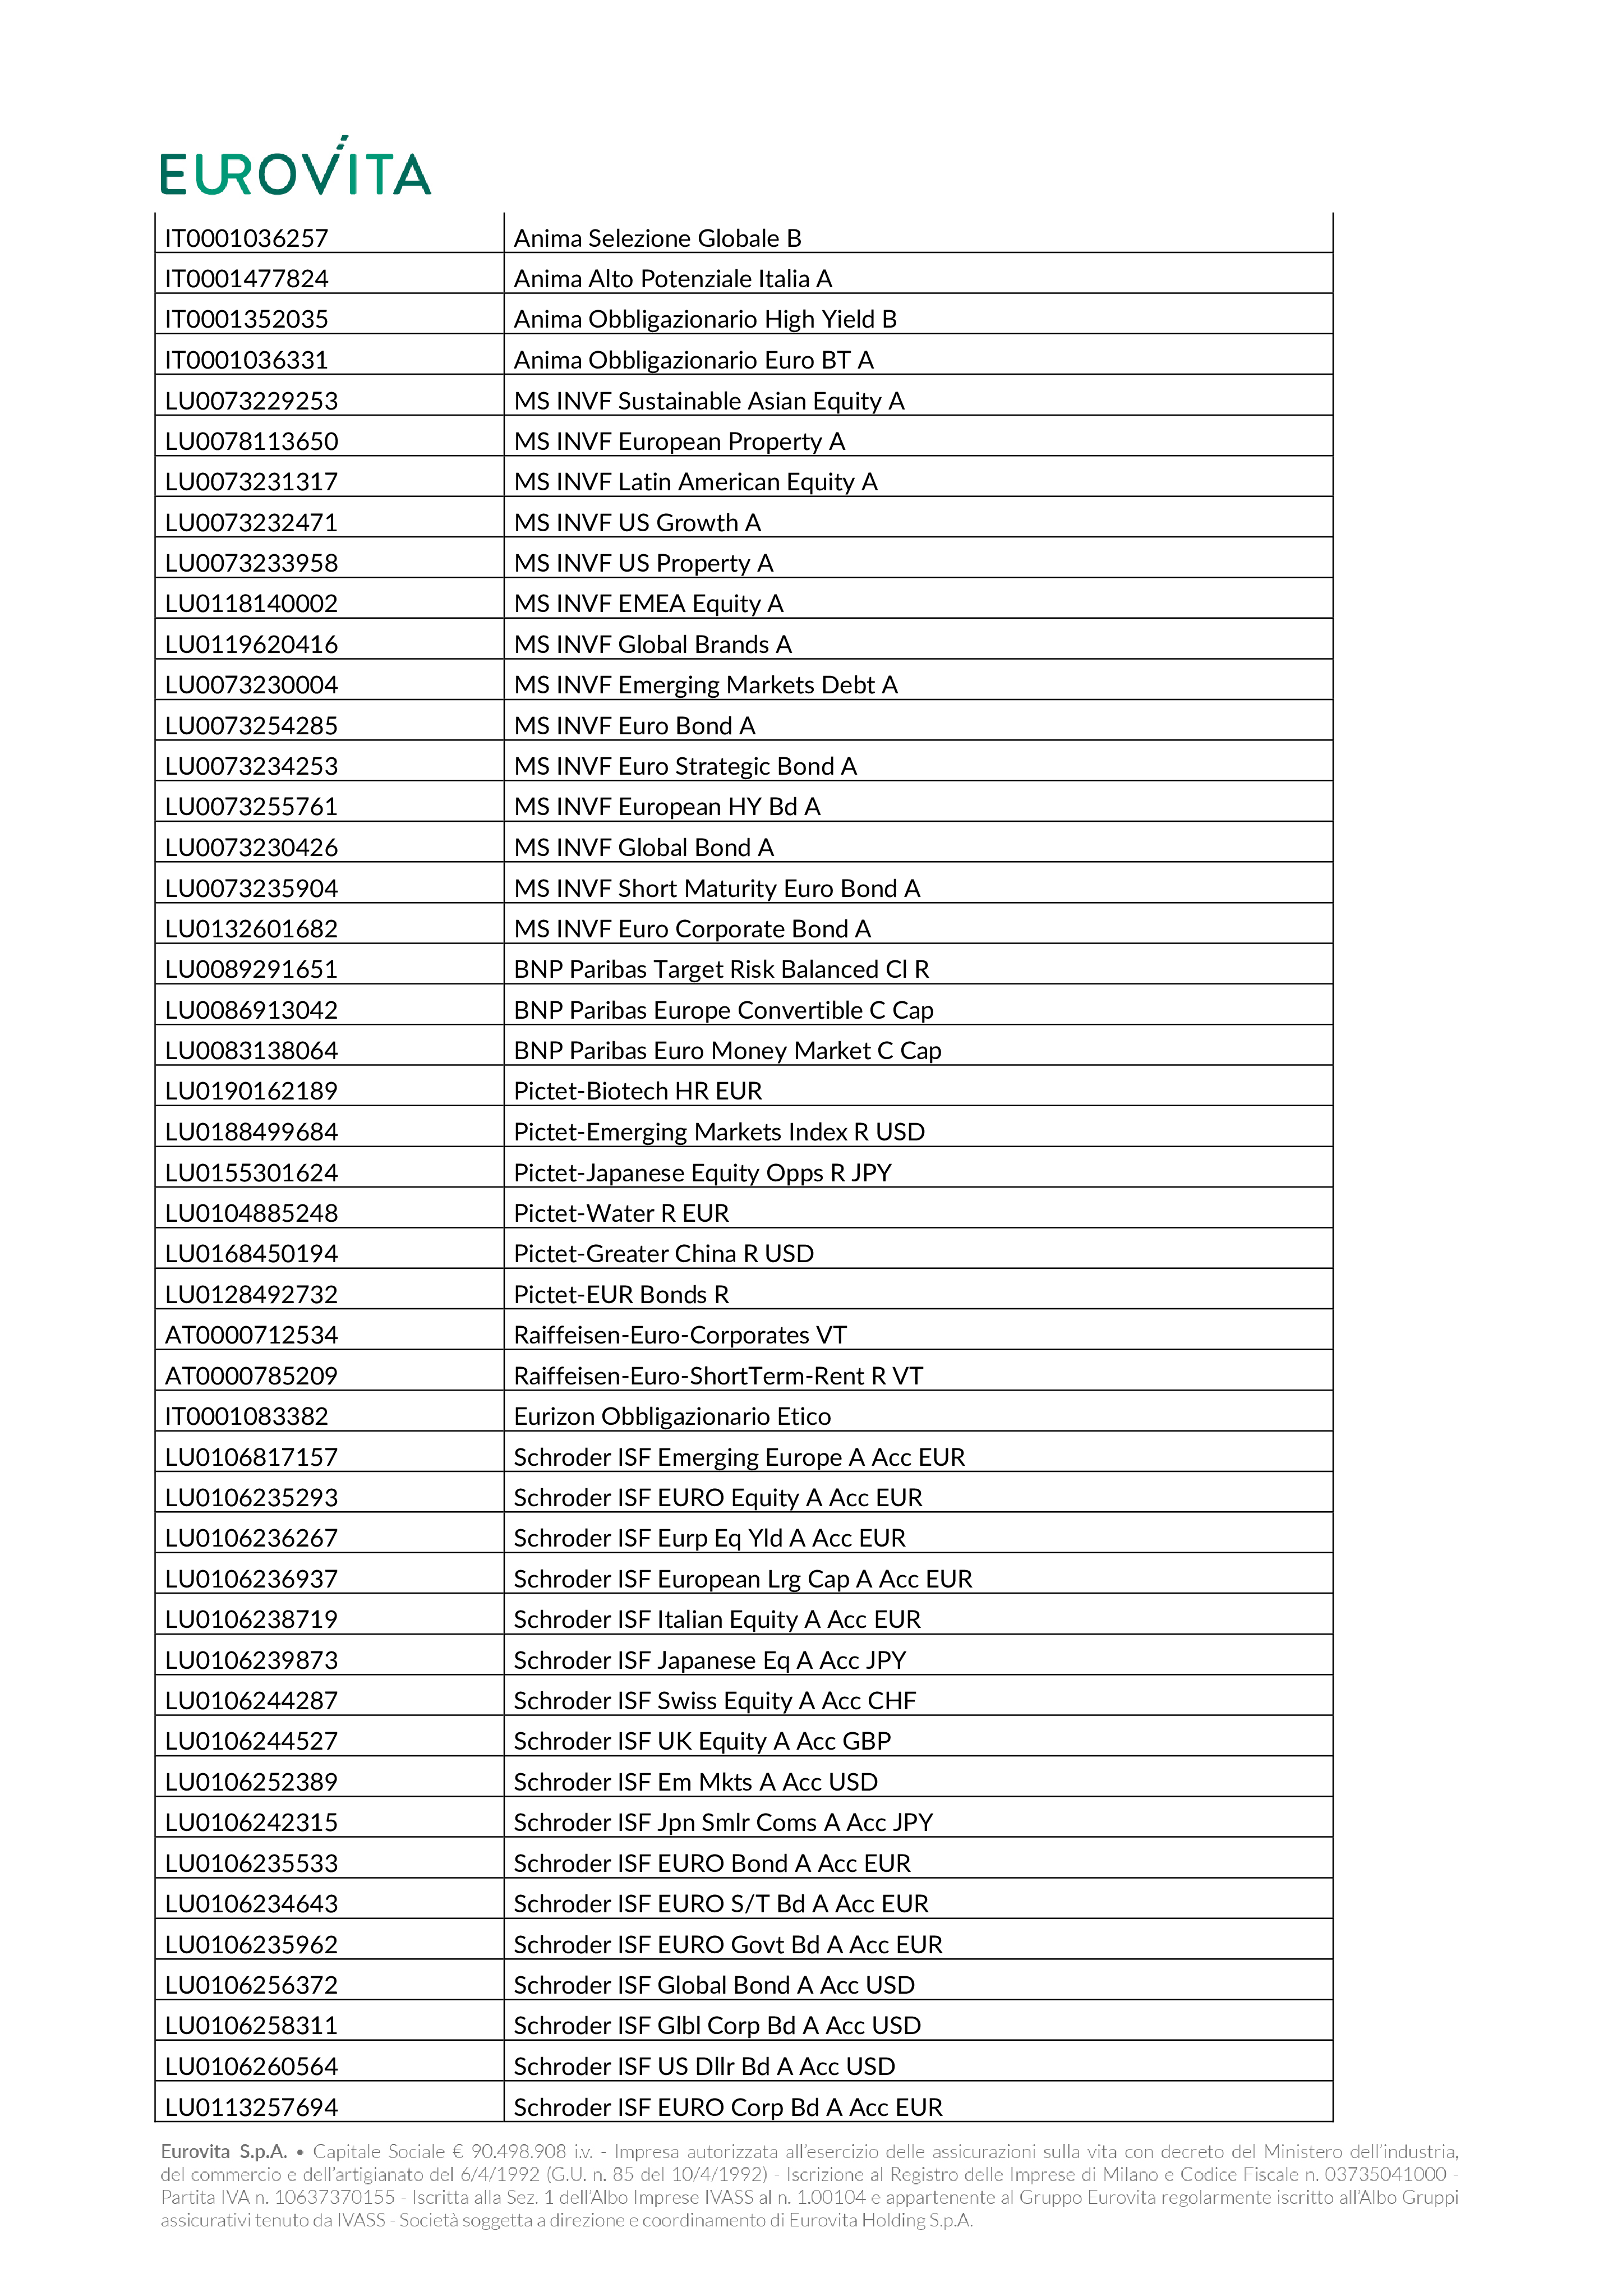 EUROVITA
IT0001036257 Anima Selezione Globale B
IT0001477824 Anima Alto Potenziale Italia A
IT0001352035 Anima Obbligazionario High Yield B
IT0001036331 Anima Obbligazionario Euro BT A
LU0073229253 MS INVF Sustainable Asian Equity A
LU0078113650 MS INVF European Property A
LU0073231317 MS INVF Latin American Equity A
LU0073232471 MS INVF US Growth A
LU0073233958 MS INVF US Property A
LU0118140002 MS INVF EMEA Equity A
LU0119620416 MS INVF Global Brands A
LU0073230004 MS INVF Emerging Markets Debt A
LU0073254285 MS INVF Euro Bond A
LU0073234253 MS INVF Euro Strategic Bond A
LU0073255761 MS INVF European HY Bd A
LU0073230426 MS INVF Global Bond A
LU0073235904 MS INVF Short Maturity Euro Bond A
LU0132601682 MS INVF Euro Corporate Bond A
LU0089291651 BNP Paribas Target Risk Balanced Cl R
LU0086913042 BNP Paribas Europe Convertible C Cap
LU0083138064 BNP Paribas Euro Money Market C Cap
LU0190162189 Pictet-Biotech HR EUR
LU0188499684 Pictet-Emerging Markets Index R USD
LU0155301624 Pictet-Japanese Equity Opps R JPY
LU0104885248 Pictet-Water R EUR
LU0168450194 Pictet-Greater China R USD
LU0128492732 Pictet-EUR Bonds R
AT0000712534 Raiffeisen-Euro-Corporates VT
AT0000785209 Raiffeisen-Euro-ShortTerm-Rent R VT
IT0001083382 Eurizon Obbligazionario Etico
LU0106817157 Schroder ISF Emerging Europe A Acc EUR
LU0106235293 Schroder ISF EURO Equity A Acc EUR
LU0106236267 Schroder ISF Eurp Eq Yld A Acc EUR
LU0106236937 Schroder ISF European Lrg Cap A Acc EUR
LU0106238719 Schroder ISF Italian Equity A Acc EUR
LU0106239873 Schroder ISF Japanese Eq A Acc JPY
LU0106244287 Schroder ISF Swiss Equity A Acc CHF
LU0106244527 Schroder ISF UK Equity A Acc GBP
LU0106252389 Schroder ISF Em Mkts A Acc USD
LU0106242315 Schroder ISF Jpn Smlr Coms A Acc JPY
LU0106235533 Schroder ISF EURO Bond A Acc EUR
LU0106234643 Schroder ISF EURO S/T Bd A Acc EUR
LU0106235962 Schroder ISF EURO Govt Bd A Acc EUR
LU0106256372 Schroder ISF Global Bond A Acc USD
LU0106258311 Schroder ISF Glbl Corp Bd A Acc USD
LU0106260564 Schroder ISF US Dllr Bd A Acc USD
LU0113257694 Schroder ISF EURO Corp Bd A Acc EUR
Eurovita S.p.A. • Capitale Sociale € 90.498.908 i.v. - Impresa autorizzata all'esercizio delle assicurazioni sulla vita con decreto del Ministero dell'industria,
del commercio e dell'artigianato del 6/4/1992 (G.U. n. 85 del 10/4/1992) - Iscrizione al Registro delle Imprese di Milano e Codice Fiscale n. 03735041000 -
Partita IVA n. 10637370155 - Iscritta alla Sez. 1 dell'Albo Imprese IVASS al n. 1.00104 e appartenente al Gruppo Eurovita regolarmente iscritto all'Albo Gruppi
assicurativi tenuto da IVASS - Società soggetta a direzione e coordinamento di Eurovita Holding S.p.A.